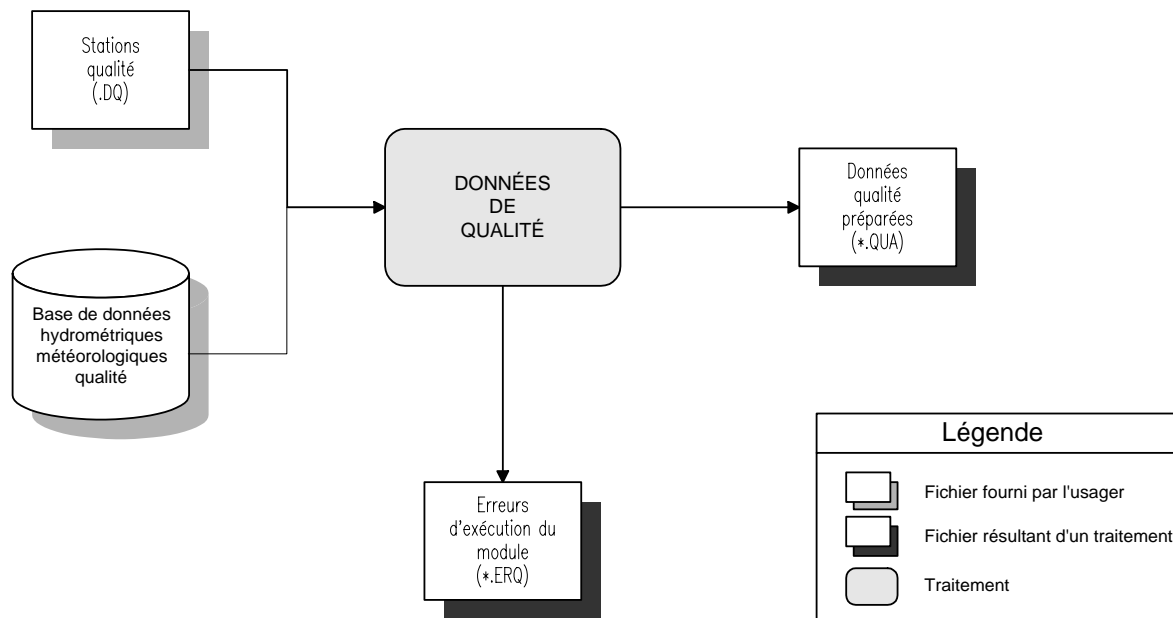 Stations
qualité
(.DQ)
DONNÉES
DE
QUALITÉ
Données
qualité
préparées
(*.QUA)
Base de données
hydrométriques
météorologiques
qualité
Erreurs
d'exécution du
module
(*.ERQ)
Légende
Fichier fourni par l'usager
Fichier résultant d'un traitement
Traitement